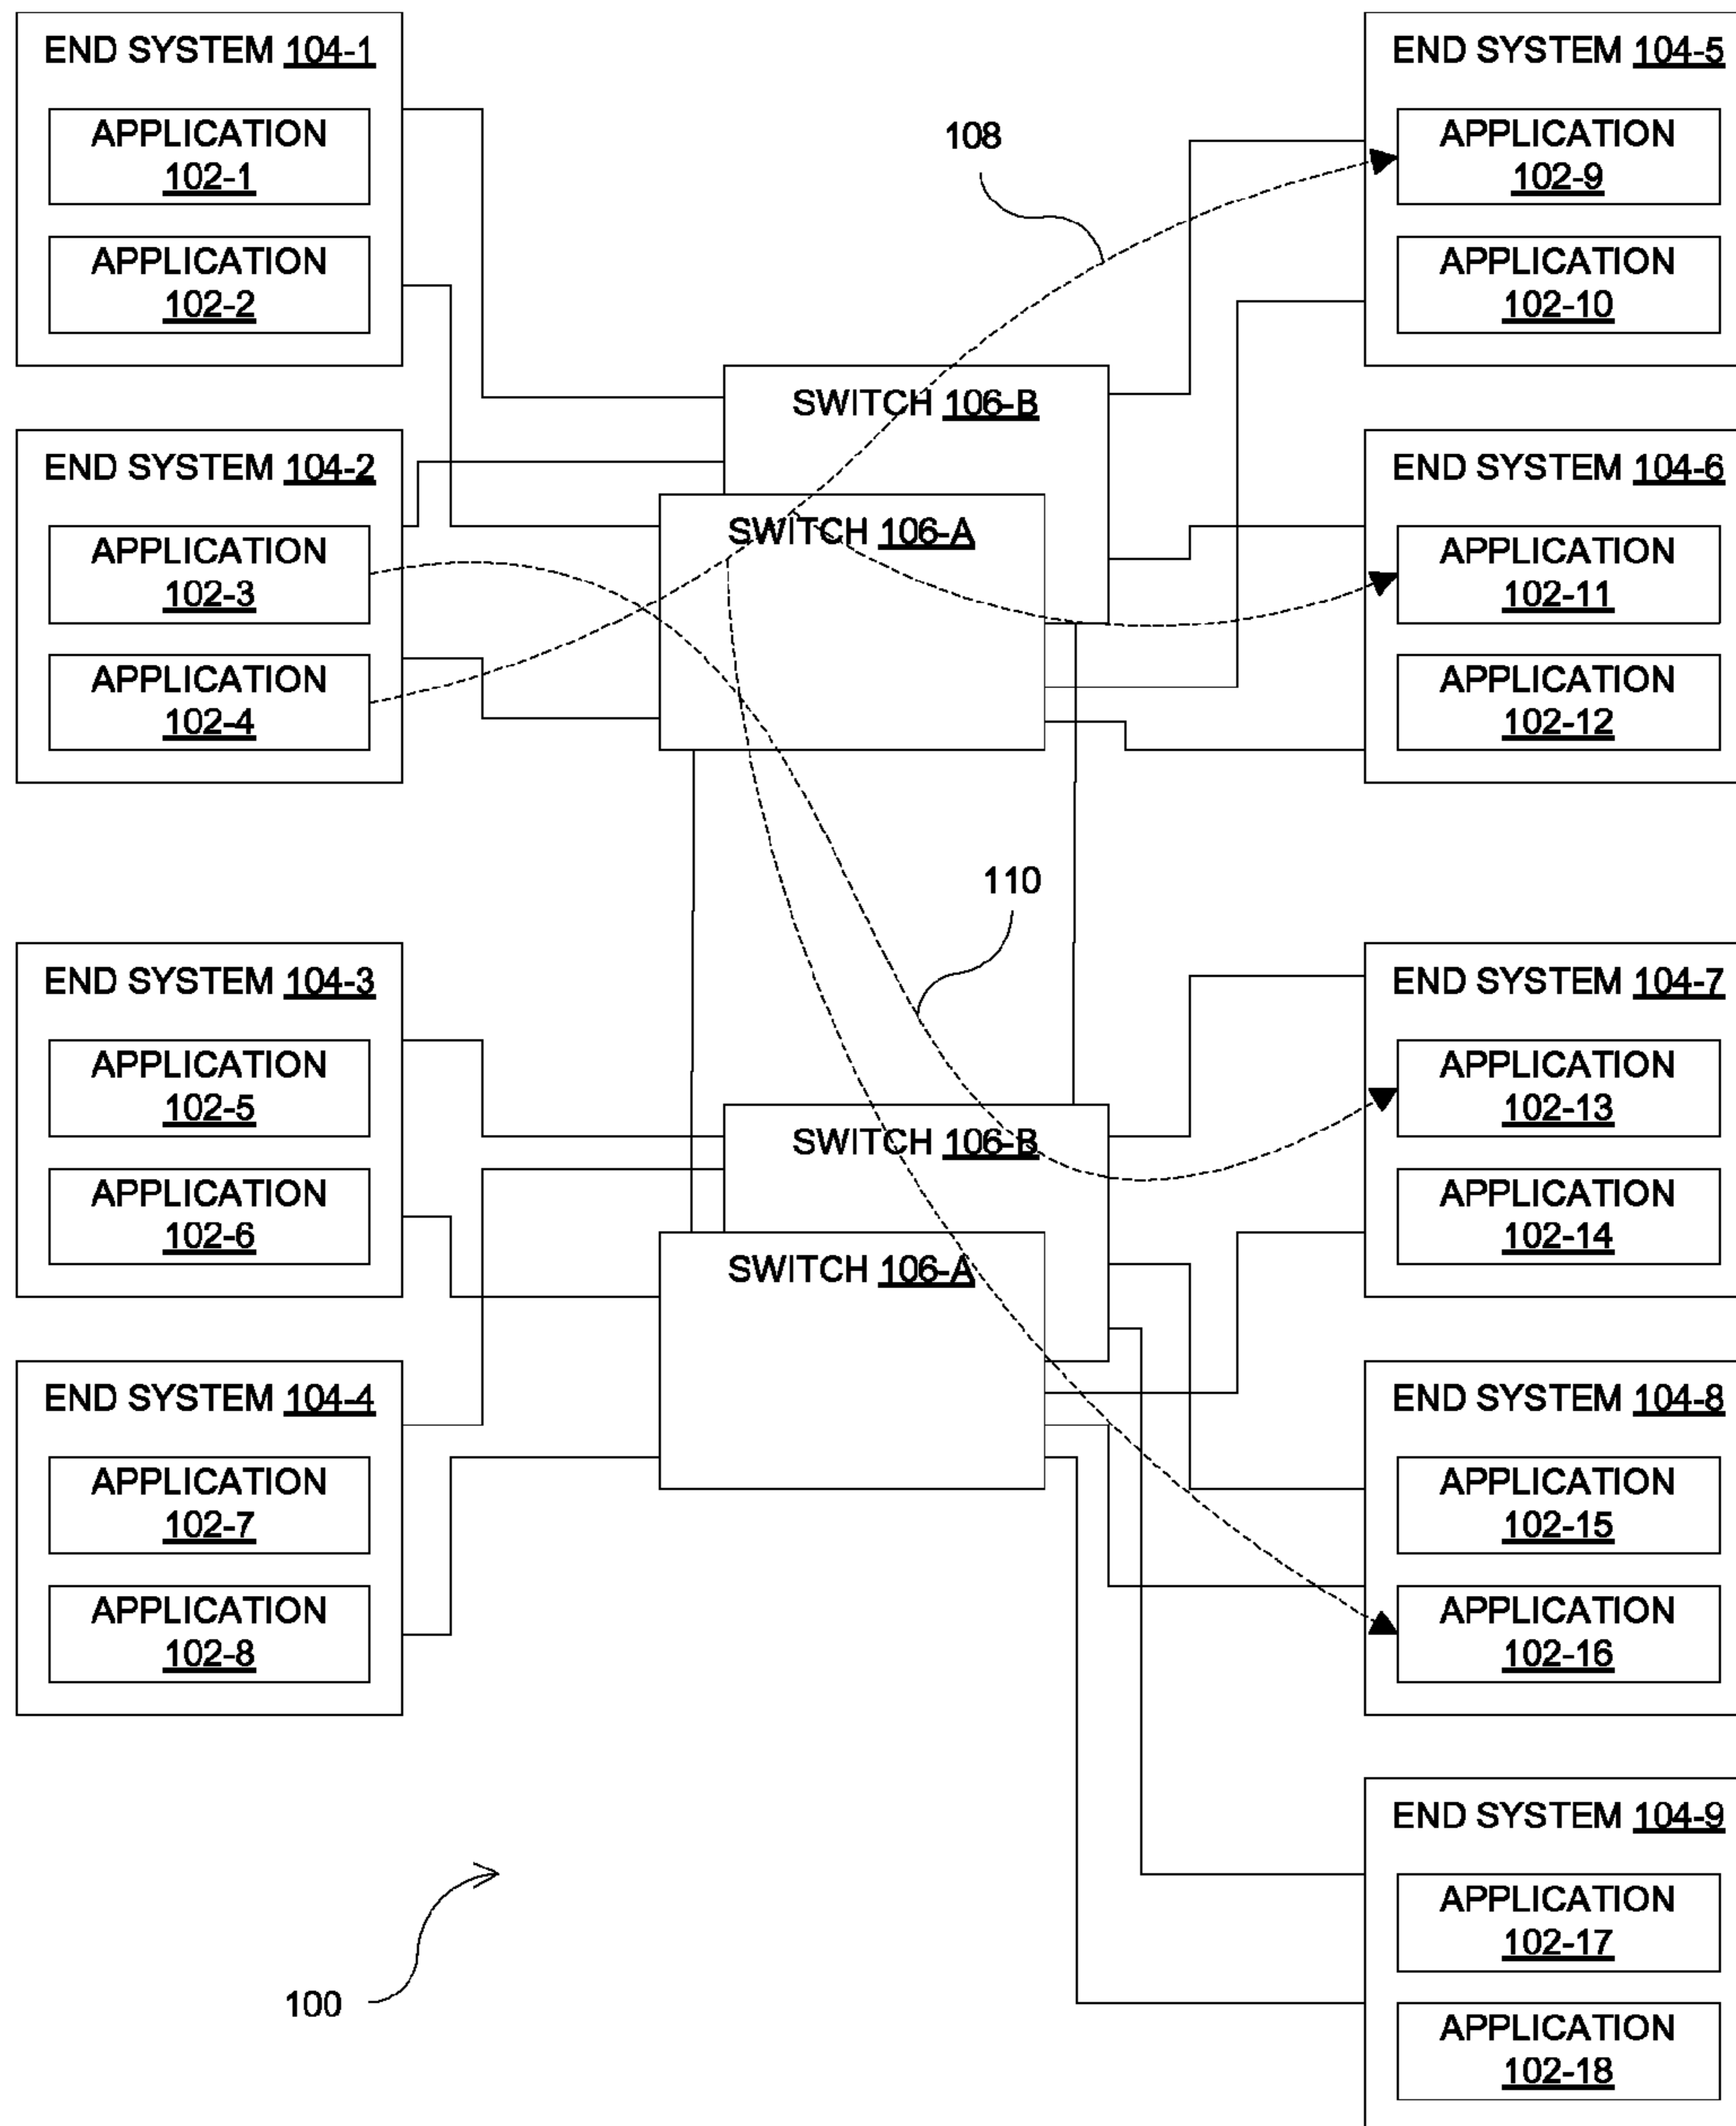 END SYSTEM 104-1
APPLICATION
102-1
APPLICATION
102-2
END SYSTEM 104-2
APPLICATION
102-3
APPLICATION
102-4
END SYSTEM 104-3
APPLICATION
102-5
APPLICATION
102-6
END SYSTEM 104-4
APPLICATION
102-7
APPLICATION
102-8
100
108
SWITCH 106-B
SWITCH 106-A
110
SWITCH 106-B
SWITCH 106-A
END SYSTEM 104-5
APPLICATION
102-9
APPLICATION
102-10
END SYSTEM 104-6
APPLICATION
102-11
APPLICATION
102-12
END SYSTEM 104-7
APPLICATION
102-13
APPLICATION
102-14
END SYSTEM 104-8
APPLICATION
102-15
APPLICATION
102-16
END SYSTEM 104-9
APPLICATION
102-17
APPLICATION
102-18